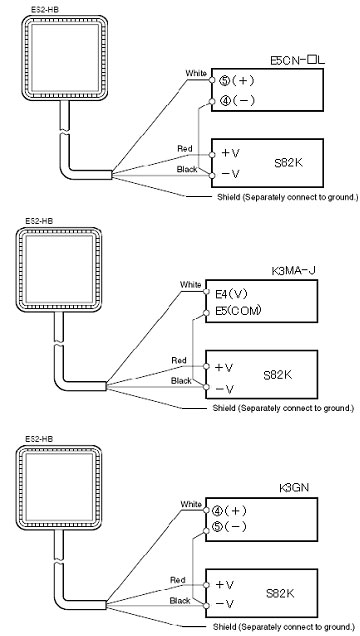 ES2-HB
E5CN-□L
White
⑤(+)
④(−)
Red
+V
S82K
Black
−V
Shield (Separately connect to ground.)
ES2-HB
K3MA-J
White
E4(V)
E5(COM)
Red
+V
S82K
Black
−V
Shield (Separately connect to ground.)
ES2-HB
K3GN
White
④(+)
⑤(−)
Red
+V
S82K
Black
−V
Shield (Separately connect to ground.)